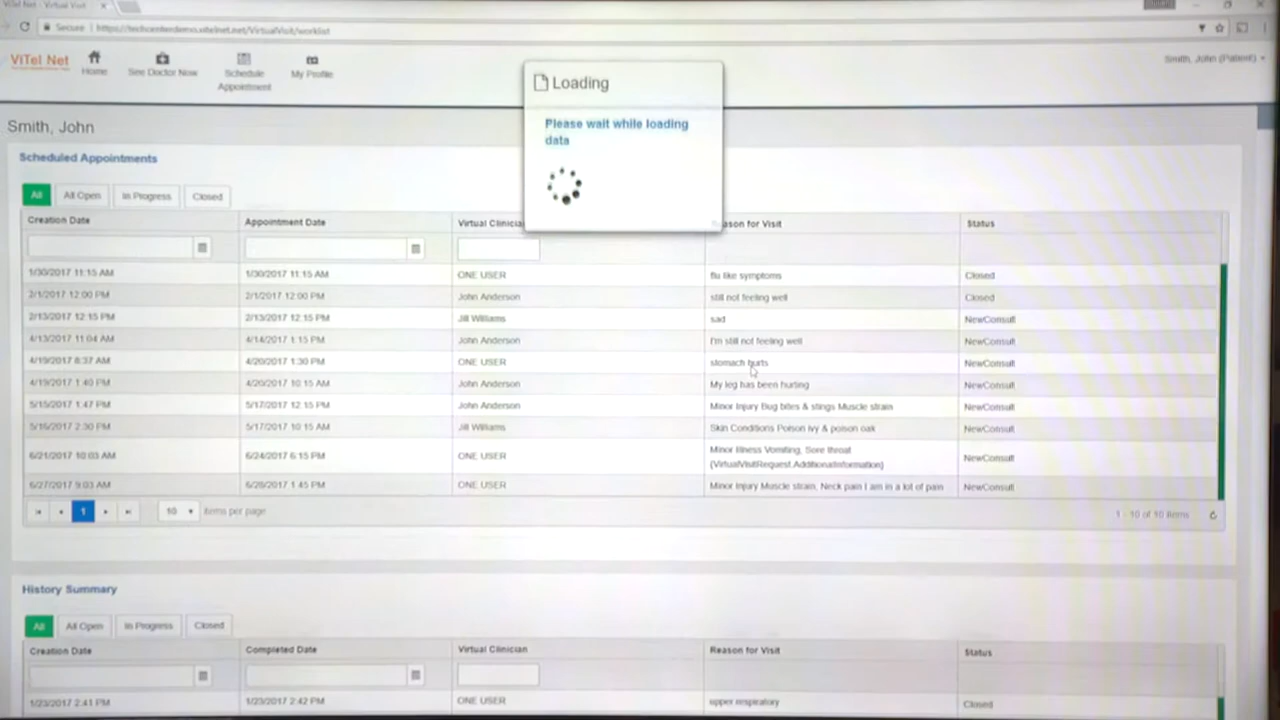 ViTel Net - Virtual Visit
Secure https://techcenterdemo.vitelnet.net/VirtualVisit/worklist
ViTel Net
Home
See Doctor Now
Schedule Appointment
My Profile
Smith, John (Patient)
Loading
Please wait while loading
data
Smith, John
Scheduled Appointments
All All Open In Progress Closed
Creation Date Appointment Date Virtual Clinicia ason for Visit Status
1/30/2017 11:15 AM 1/30/2017 11:15 AM ONE USER flu like symptoms Closed
2/1/2017 12:00 PM 2/1/2017 12:00 PM John Anderson still not feeling well Closed
2/13/2017 12:15 PM 2/13/2017 12:15 PM Jill Williams sad NewConsult
4/13/2017 11:04 AM 4/14/2017 1:15 PM John Anderson I'm still not feeling well NewConsult
4/19/2017 8:37 AM 4/20/2017 1:30 PM ONE USER stomach hurts NewConsult
4/19/2017 1:40 PM 4/20/2017 10:15 AM John Anderson My leg has been hurting NewConsult
5/15/2017 1:47 PM 5/17/2017 12:15 PM John Anderson Minor Injury Bug bites & stings Muscle strain NewConsult
5/16/2017 2:30 PM 5/17/2017 10:15 AM Jill Williams Skin Conditions Poison ivy & poison oak NewConsult
6/21/2017 10:03 AM 6/24/2017 6:15 PM ONE USER Minor Illness Vomiting, Sore throat
(VirtualVisitRequest.AdditionalInformation) NewConsult
6/27/2017 9:03 AM 6/28/2017 1:45 PM ONE USER Minor Injury Muscle strain, Neck pain I am in a lot of pain NewConsult
1 10 items per page 1 - 10 of 10 items
History Summary
All All Open In Progress Closed
Creation Date Completed Date Virtual Clinician Reason for Visit Status
1/23/2017 2:41 PM 1/23/2017 2:42 PM ONE USER upper respiratory Closed